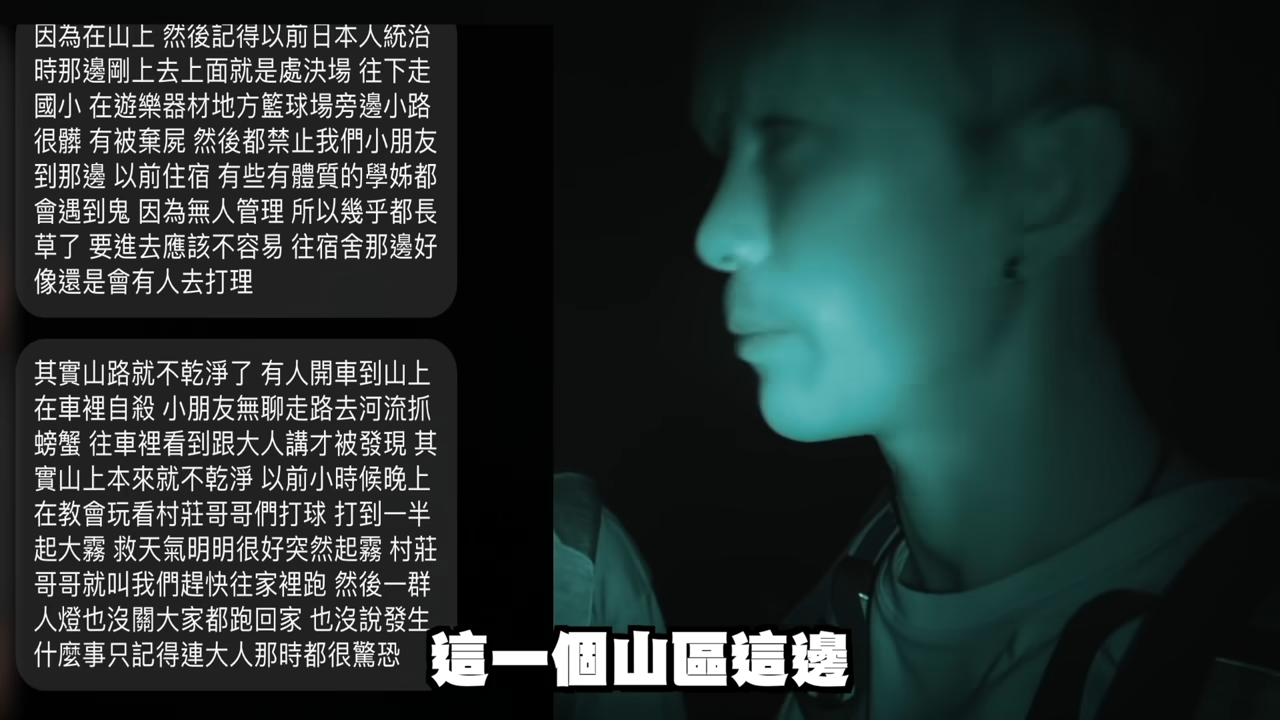 因為在山上 然後記得以前日本人統治
時那邊剛上去上面就是處決場 往下走
國小 在遊樂器材地方籃球場旁邊小路
很髒 有被棄屍 然後都禁止我們小朋友
到那邊 以前住宿 有些有體質的學姊都
會遇到鬼 因為無人管理 所以幾乎都長
草了 要進去應該不容易 往宿舍那邊好
像還是會有人去打理
其實山路就不乾淨了 有人開車到山上
在車裡自殺 小朋友無聊走路去河流抓
螃蟹 往車裡看到跟大人講才被發現 其
實山上本來就不乾淨 以前小時候晚上
在教會玩看村莊哥哥們打球 打到一半
起大霧 救天氣明明很好突然起霧 村莊
哥哥就叫我們趕快往家裡跑 然後一群
人燈也沒關大家都跑回家 也沒說發生
什麼事只記得連大人那時都很驚恐
這一個山區這邊